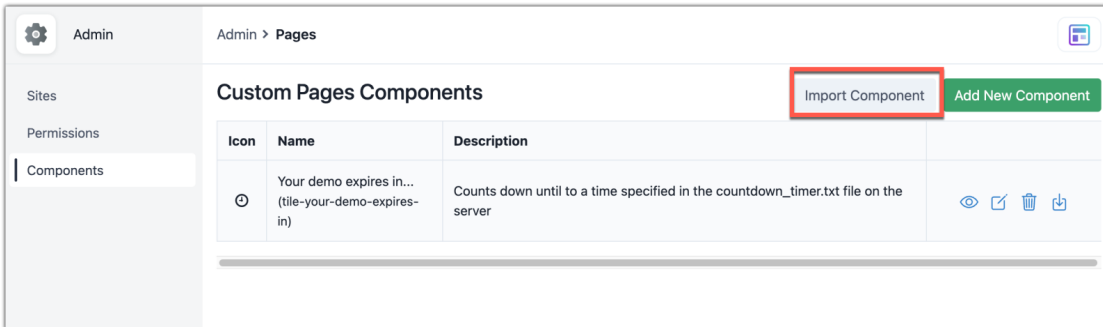 Admin
Admin > Pages
Sites
Permissions
Components
Custom Pages Components
Import Component
Add New Component
Icon
Name
Description
Your demo expires in...
(tile-your-demo-expires-
in)
Counts down until to a time specified in the countdown_timer.txt file on the
server